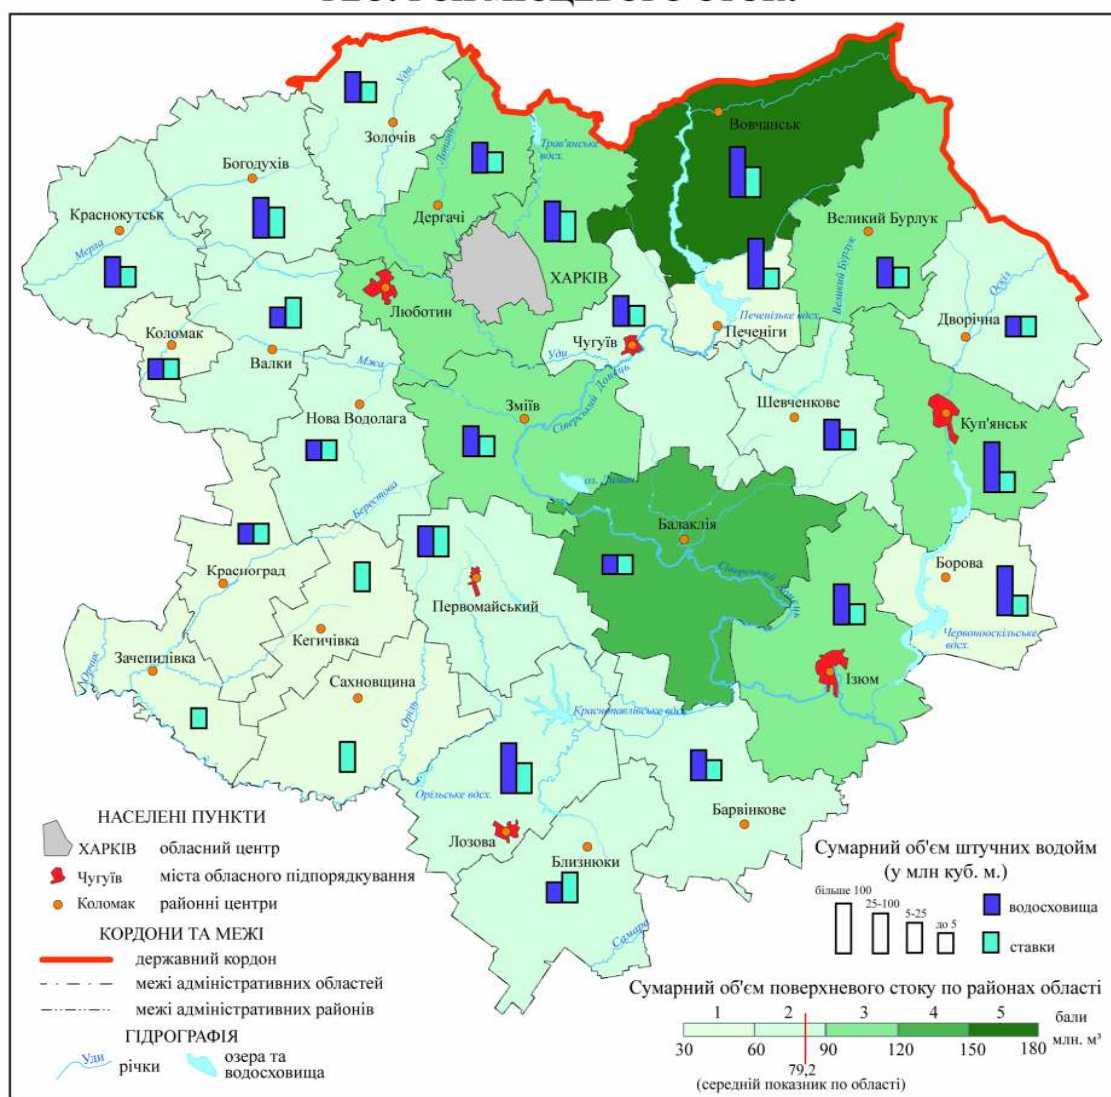 Золочів
Уди
Лопань
Трав'янське
вдсх.
Вовчанськ
Богодухів
Краснокутськ
Мерла
Дергачі
Великий Бурлук
Великий Бурлук
Оскіл
Дворічна
ХАРКІВ
Люботин
Коломак
Валки
Мжа
Уди
Чугуїв
Печенізьке вдсх.
Печеніги
Сіверський Донець
Зміїв
Нова Водолага
Шевченкове
Куп'янськ
оз. Лиман
Берестова
Балаклія
Сіверський Донець
Борова
Червонооскільське
вдсх.
Красноград
Первомайський
Кегичівка
Зачепилівка
Орчик
Сахновщина
Оріль
Ізюм
Краснопавлівське вдсх.
Орільське вдсх.
Лозова
Барвінкове
Близнюки
Самара
НАСЕЛЕНІ ПУНКТИ
ХАРКІВ обласний центр
Чугуїв міста обласного підпорядкування
Коломак районні центри
КОРДОНИ ТА МЕЖІ
державний кордон
межі адміністративних областей
межі адміністративних районів
ГІДРОГРАФІЯ
Уди річки
озера та
водосховища
Сумарний об'єм штучних водойм
(у млн куб. м.)
більше 100
25-100
5-25
до 5
водосховища
ставки
Сумарний об'єм поверхневого стоку по районах області
1 2 3 4 5 бали
30 60 90 120 150 180 млн. м³
79,2
(середній показник по області)